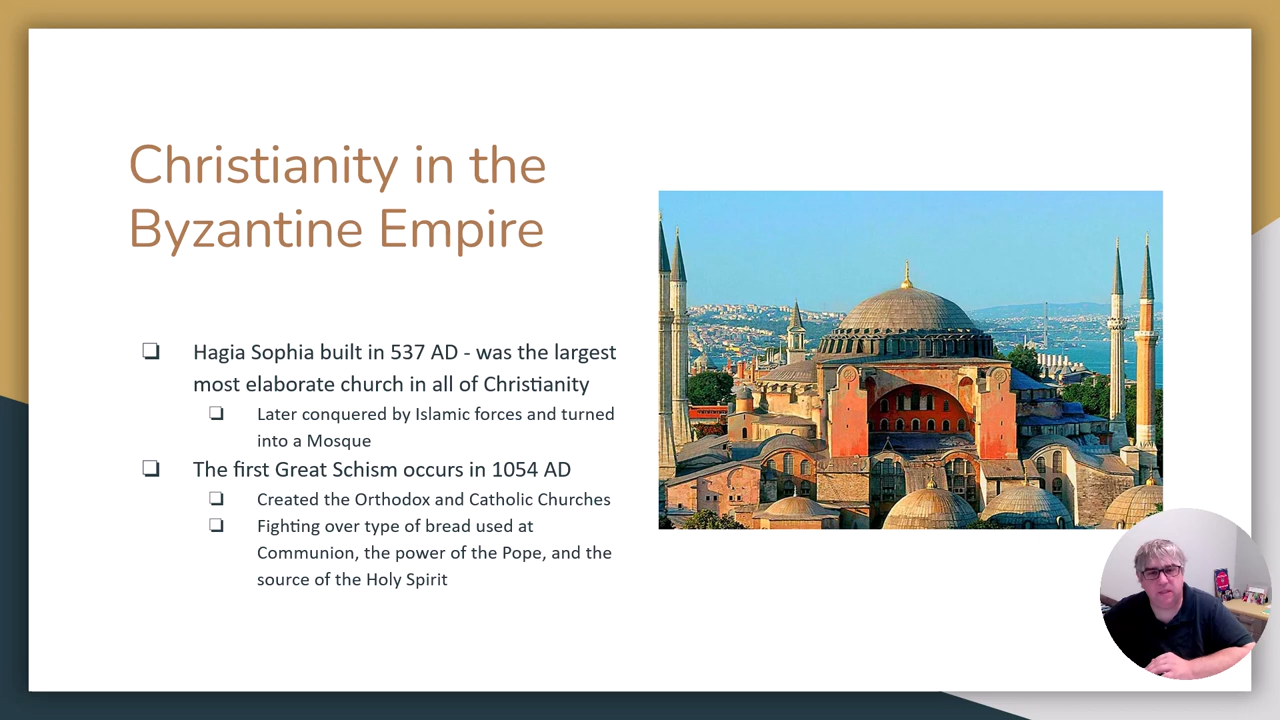 Christianity in the
Byzantine Empire
❏ Hagia Sophia built in 537 AD - was the largest
most elaborate church in all of Christianity
❏ Later conquered by Islamic forces and turned
into a Mosque
❏ The first Great Schism occurs in 1054 AD
❏ Created the Orthodox and Catholic Churches
❏ Fighting over type of bread used at
Communion, the power of the Pope, and the
source of the Holy Spirit